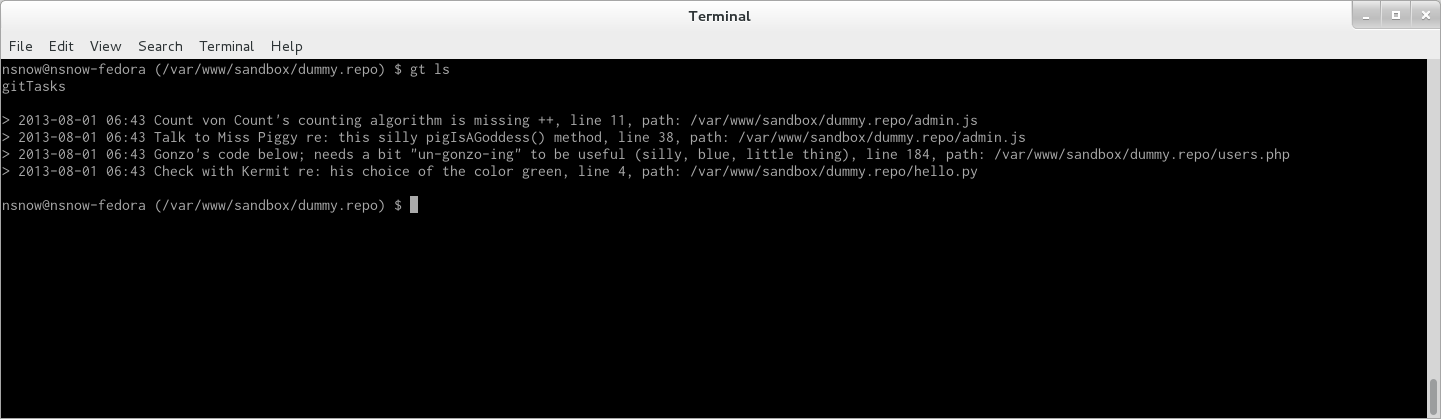 Terminal
File Edit View Search Terminal Help
nsnow@nsnow-fedora (/var/www/sandbox/dummy.repo) $ gt ls
gitTasks
> 2013-08-01 06:43 Count von Count's counting algorithm is missing ++, line 11, path: /var/www/sandbox/dummy.repo/admin.js
> 2013-08-01 06:43 Talk to Miss Piggy re: this silly pigIsAGoddess() method, line 38, path: /var/www/sandbox/dummy.repo/admin.js
> 2013-08-01 06:43 Gonzo's code below; needs a bit "un-gonzo-ing" to be useful (silly, blue, little thing), line 184, path: /var/www/sandbox/dummy.repo/users.php
> 2013-08-01 06:43 Check with Kermit re: his choice of the color green, line 4, path: /var/www/sandbox/dummy.repo/hello.py
nsnow@nsnow-fedora (/var/www/sandbox/dummy.repo) $